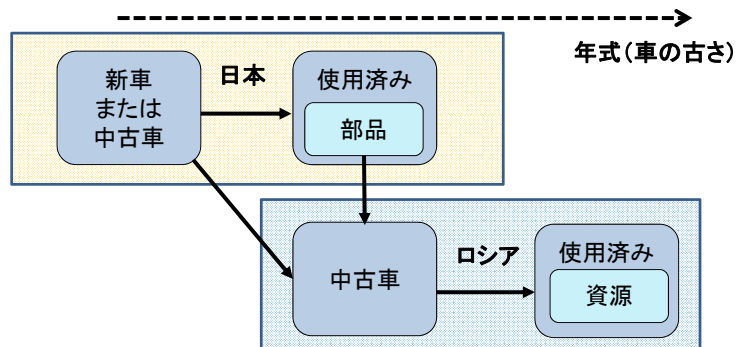 年式（車の古さ）
新車
または
中古車
日本
使用済み
部品
中古車
ロシア
使用済み
資源